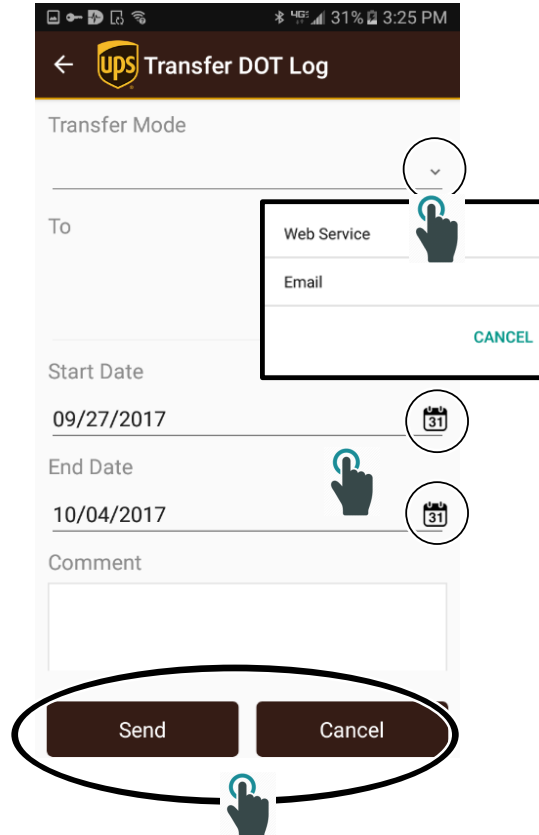 4G 31% 3:25 PM
ups Transfer DOT Log
Transfer Mode
To
Web Service
Email
CANCEL
Start Date
09/27/2017
31
End Date
10/04/2017
31
Comment
Send Cancel